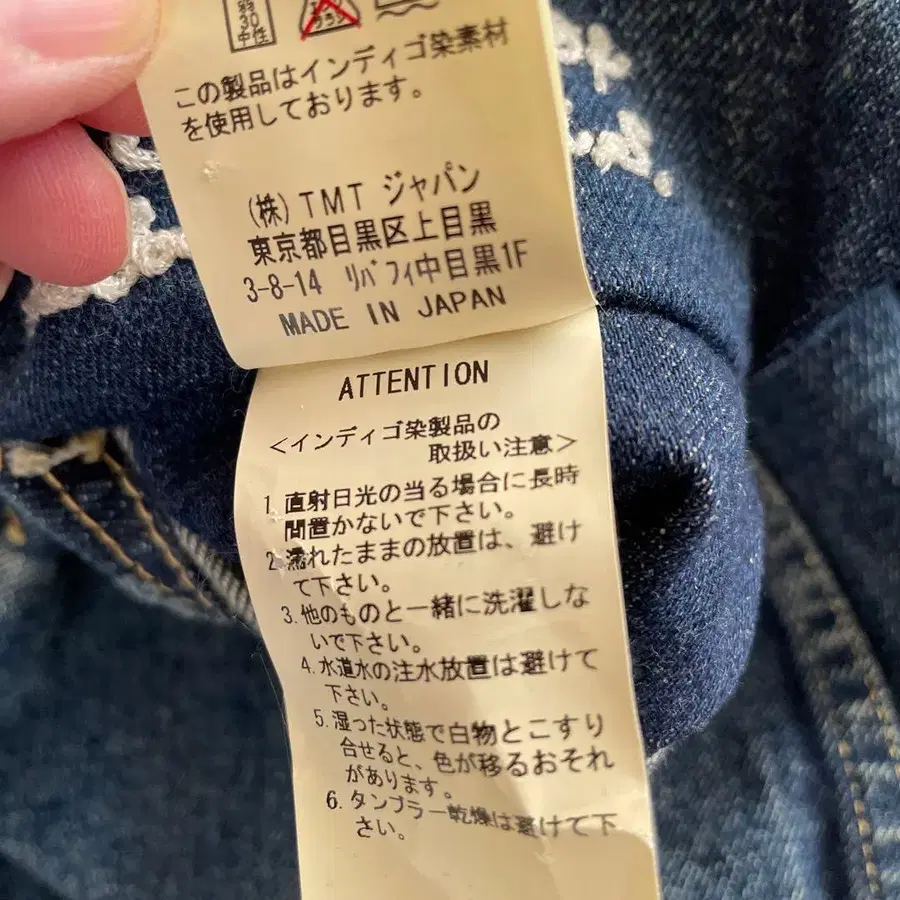 30
中性
この製品はインディゴ染素材
を使用しております。
(株) TMT ジャパン
東京都目黒区上目黒
3-8-14 リバフィ中目黒1F
MADE IN JAPAN
ATTENTION
<インディゴ染製品の
取扱い注意>
1. 直射日光の当る場合に長時
間置かないで下さい。
2. 濡れたままの放置は、避け
て下さい。
3. 他のものと一緒に洗濯しな
いで下さい。
4. 水道水の注水放置は避けて
下さい。
5. 湿った状態で白物とこすり
合せると、色が移るおそれ
があります。
6. タンブラー乾燥は避けて下
さい。